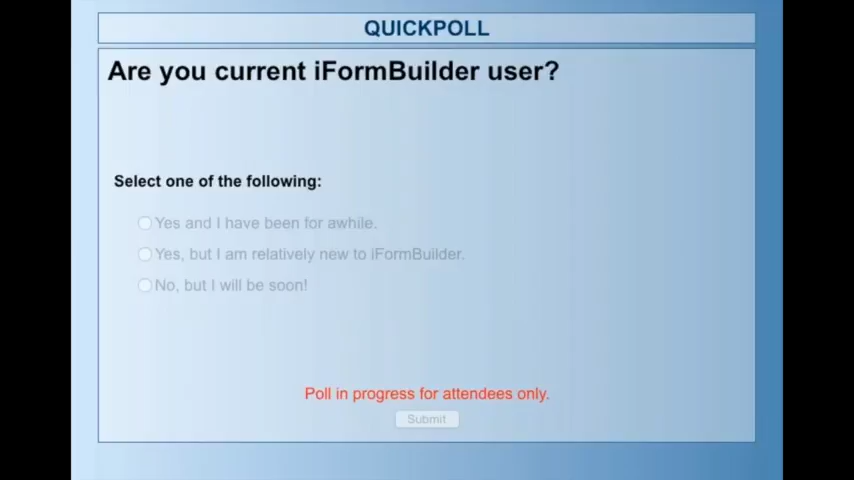 QUICKPOLL
Are you current iFormBuilder user?
Select one of the following:
Yes and I have been for awhile.
Yes, but I am relatively new to iFormBuilder.
No, but I will be soon!
Poll in progress for attendees only.
Submit